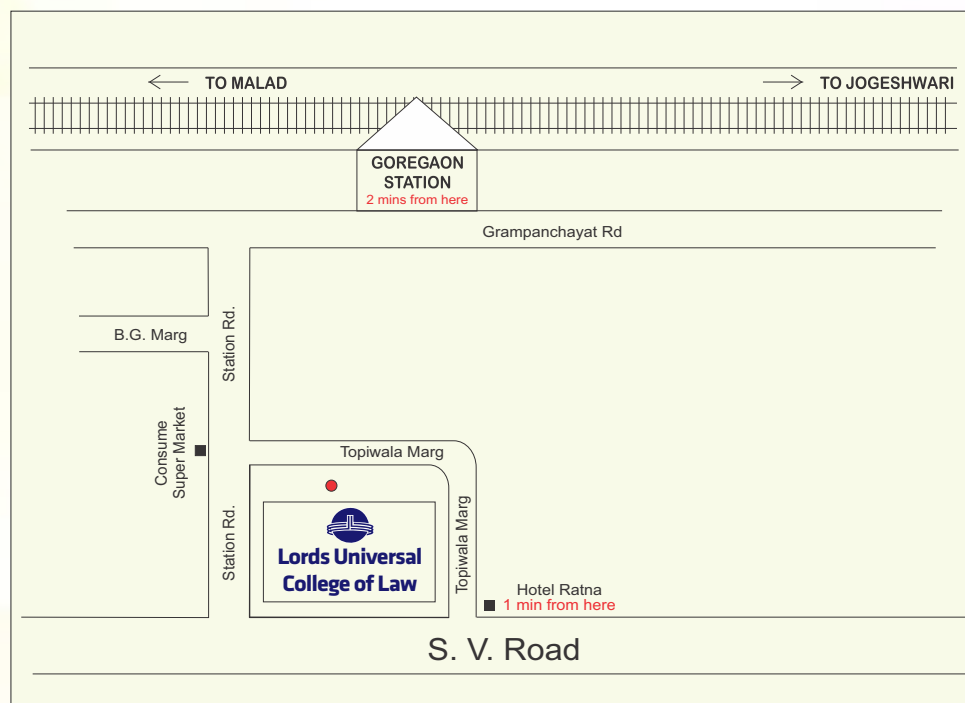 TO MALAD
TO JOGESHWARI
GOREGAON
STATION
2 mins from here
Grampanchayat Rd
B.G. Marg
Station Rd.
Consume
Super Market
Topiwala Marg
Station Rd.
Lords Universal
College of Law
Topiwala Marg
Hotel Ratna
1 min from here
S. V. Road